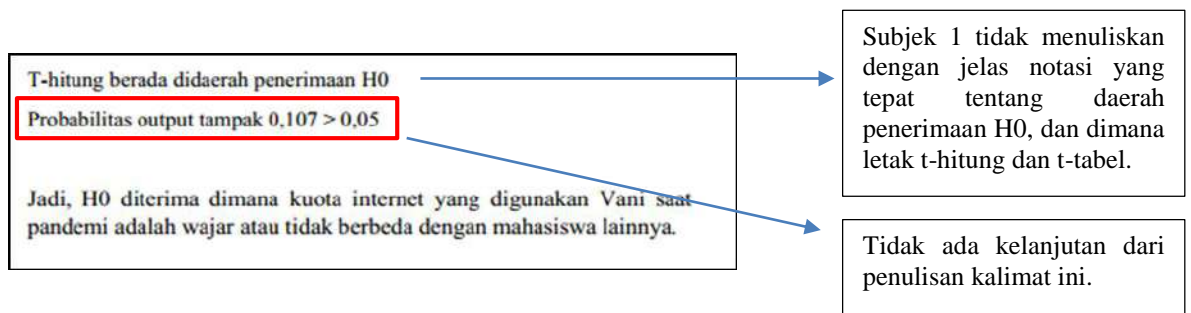 T-hitung berada didaerah penerimaan H0
Probabilitas output tampak 0,107 > 0,05
Jadi, H0 diterima dimana kuota internet yang digunakan Vani saat
pandemi adalah wajar atau tidak berbeda dengan mahasiswa lainnya.
Subjek 1 tidak menuliskan
dengan jelas notasi yang
tepat tentang daerah
penerimaan H0, dan dimana
letak t-hitung dan t-tabel.
Tidak ada kelanjutan dari
penulisan kalimat ini.